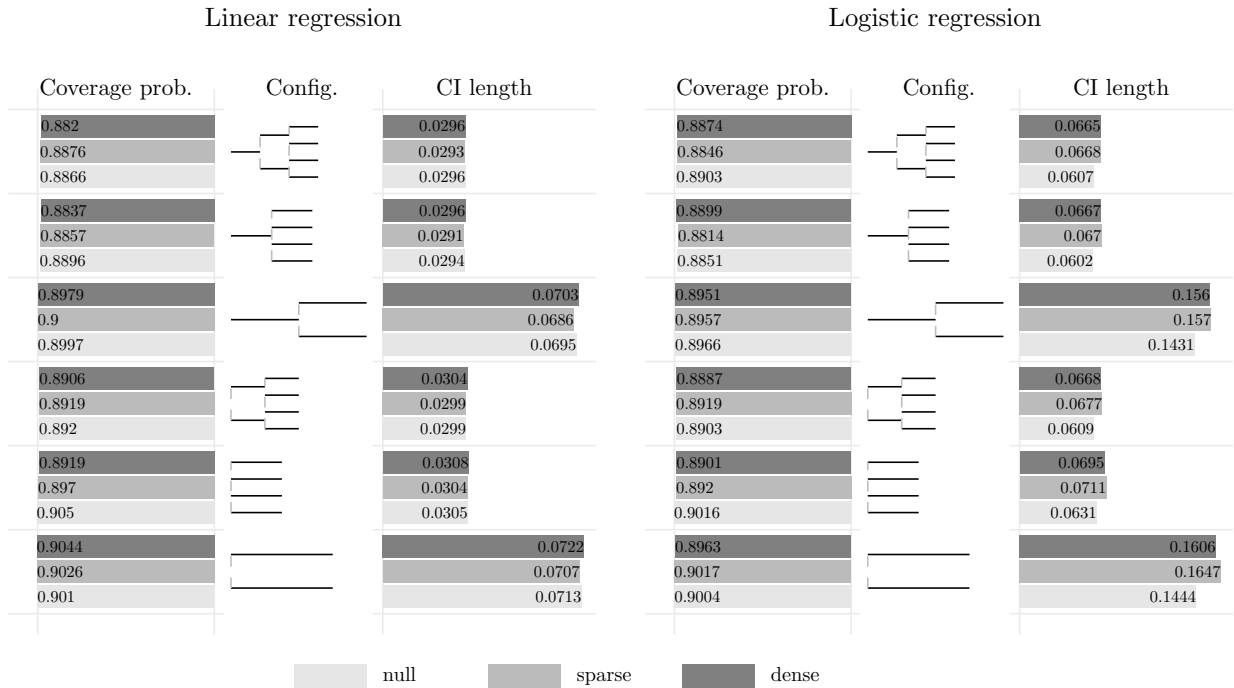 Linear regression Logistic regression
Coverage prob. Config. CI length Coverage prob. Config. CI length
0.882 0.0296 0.8874 0.0665
0.8876 0.0293 0.8846 0.0668
0.8866 0.0296 0.8903 0.0607
0.8837 0.0296 0.8899 0.0667
0.8857 0.0291 0.8814 0.067
0.8896 0.0294 0.8851 0.0602
0.8979 0.0703 0.8951 0.156
0.9 0.0686 0.8957 0.157
0.8997 0.0695 0.8966 0.1431
0.8906 0.0304 0.8887 0.0668
0.8919 0.0299 0.8919 0.0677
0.892 0.0299 0.8903 0.0609
0.8919 0.0308 0.8901 0.0695
0.897 0.0304 0.892 0.0711
0.905 0.0305 0.9016 0.0631
0.9044 0.0722 0.8963 0.1606
0.9026 0.0707 0.9017 0.1647
0.901 0.0713 0.9004 0.1444
null sparse dense